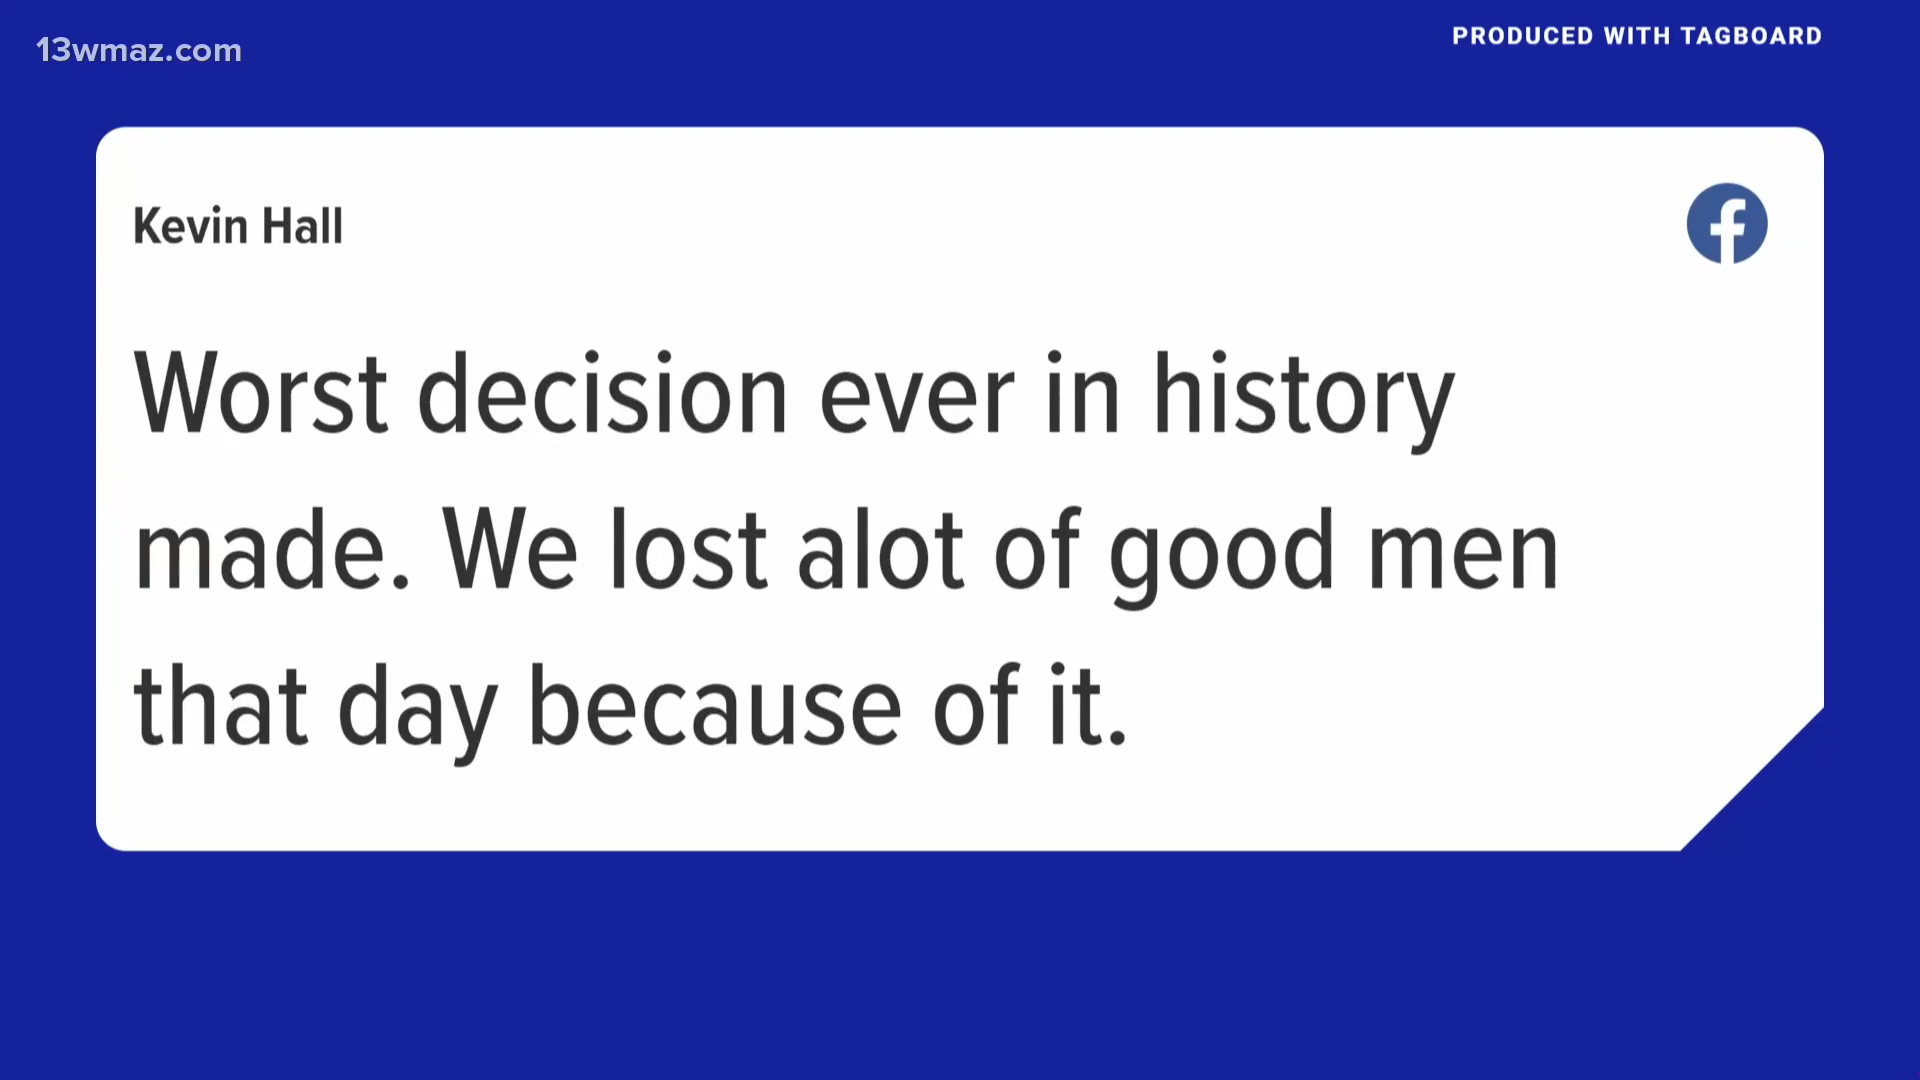 13wmaz.com
PRODUCED WITH TAGBOARD
Kevin Hall
Worst decision ever in history
made. We lost alot of good men
that day because of it.